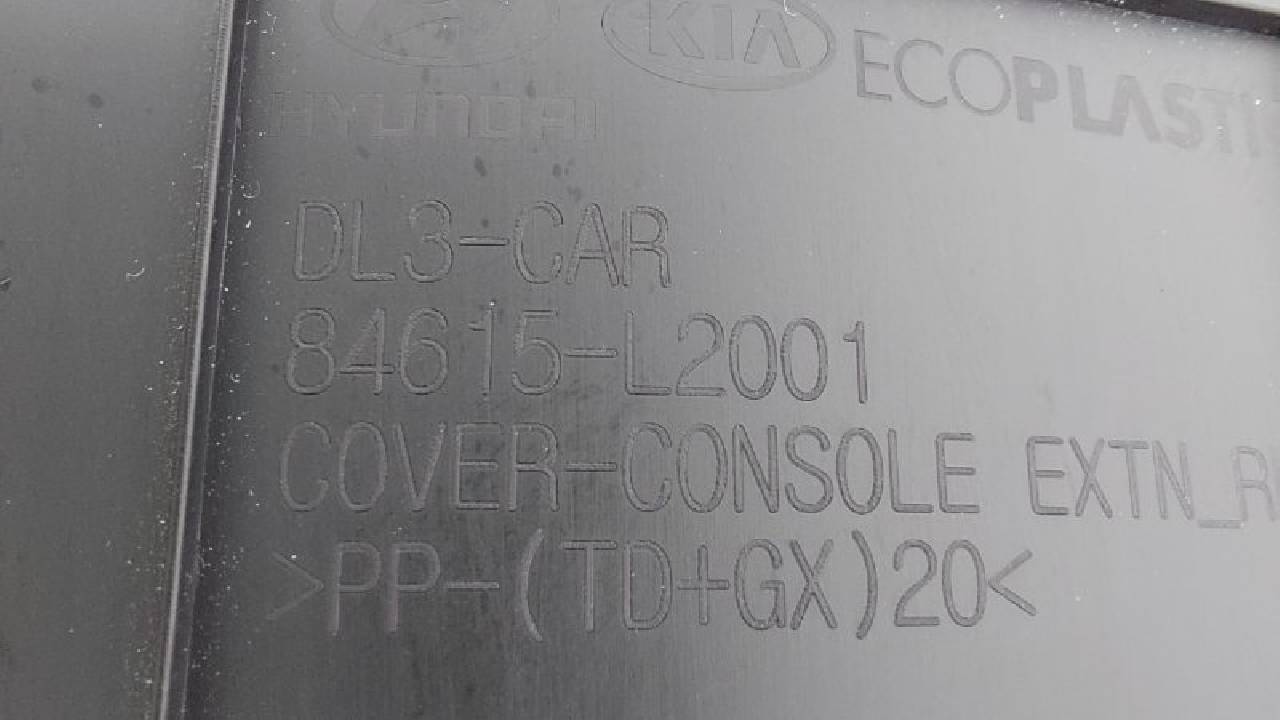 KIA ECOPLASTI
HYUNDAI
DL3-CAR
84615-L2001
COVER-CONSOLE EXTN_R
>PP-(TD+GX)20<